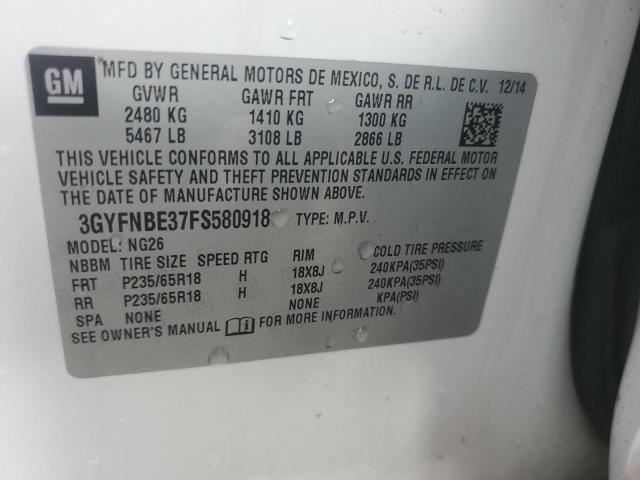 GM
MFD BY GENERAL MOTORS DE MEXICO, S. DE R.L. DE C.V. 12/14
GVWR GAWR FRT GAWR RR
2480 KG 1410 KG 1300 KG
5467 LB 3108 LB 2866 LB
THIS VEHICLE CONFORMS TO ALL APPLICABLE U.S. FEDERAL MOTOR
VEHICLE SAFETY AND THEFT PREVENTION STANDARDS IN EFFECT ON
THE DATE OF MANUFACTURE SHOWN ABOVE.
3GYFNBE37FS580918 TYPE: M.P.V.
MODEL: NG26
NBBM TIRE SIZE SPEED RTG RIM COLD TIRE PRESSURE
FRT P235/65R18 H 18X8J 240KPA(35PSI)
RR P235/65R18 H 18X8J 240KPA(35PSI)
SPA NONE NONE KPA(PSI)
SEE OWNER'S MANUAL FOR MORE INFORMATION.